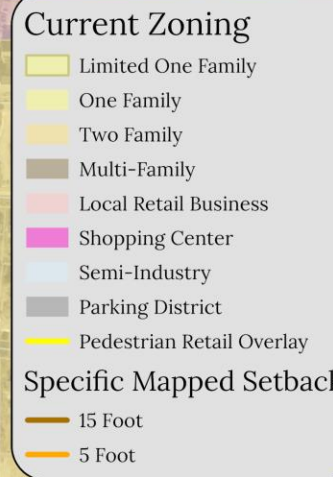 Current Zoning
Limited One Family
One Family
Two Family
Multi-Family
Local Retail Business
Shopping Center
Semi-Industry
Parking District
Pedestrian Retail Overlay
Specific Mapped Setback
15 Foot
5 Foot